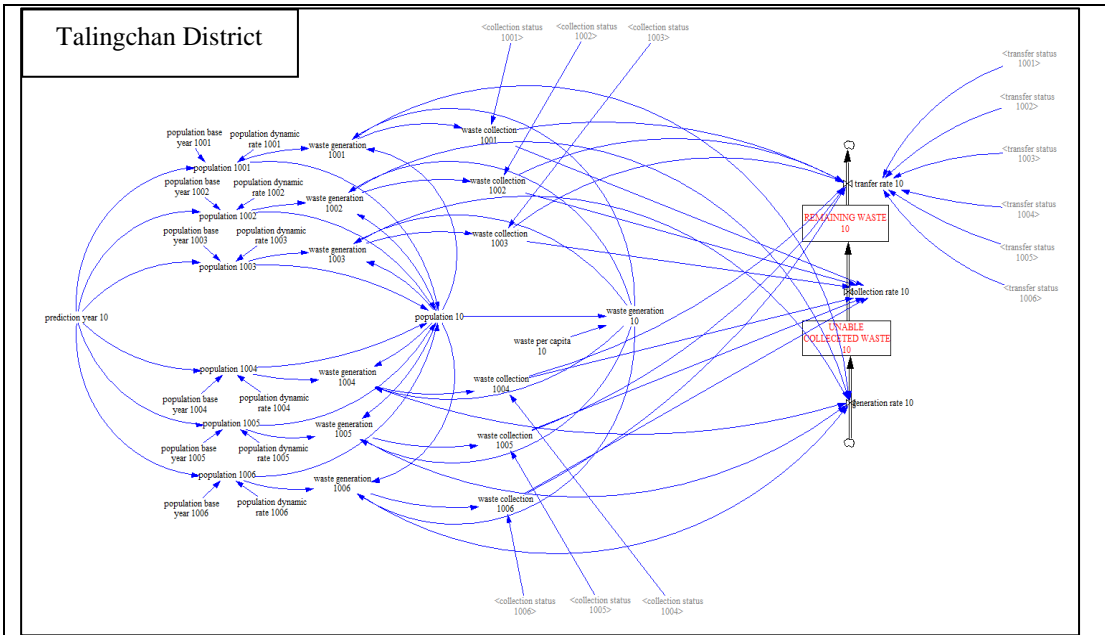 Talingchan District
<collection status
1001>
<collection status
1002>
<collection status
1003>
<transfer status
1001>
<transfer status
1002>
<transfer status
1003>
<transfer status
1004>
<transfer status
1005>
<transfer status
1006>
population base
year 1001
population dynamic
rate 1001
waste generation
1001
waste collection
1001
population 1001
population base
year 1002
population dynamic
rate 1002
waste generation
1002
waste collection
1002
population 1002
population base
year 1003
population dynamic
rate 1003
waste generation
1003
waste collection
1003
population 1003
tranfer rate 10
REMAINING WASTE
10
collection rate 10
prediction year 10
population 10
waste generation
10
waste per capita
10
UNABLE
COLLECETED WASTE
10
generation rate 10
population 1004
waste generation
1004
waste collection
1004
population base
year 1004
population dynamic
rate 1004
population 1005
waste generation
1005
waste collection
1005
population base
year 1005
population dynamic
rate 1005
population 1006
waste generation
1006
waste collection
1006
population base
year 1006
population dynamic
rate 1006
<collection status
1006>
<collection status
1005>
<collection status
1004>